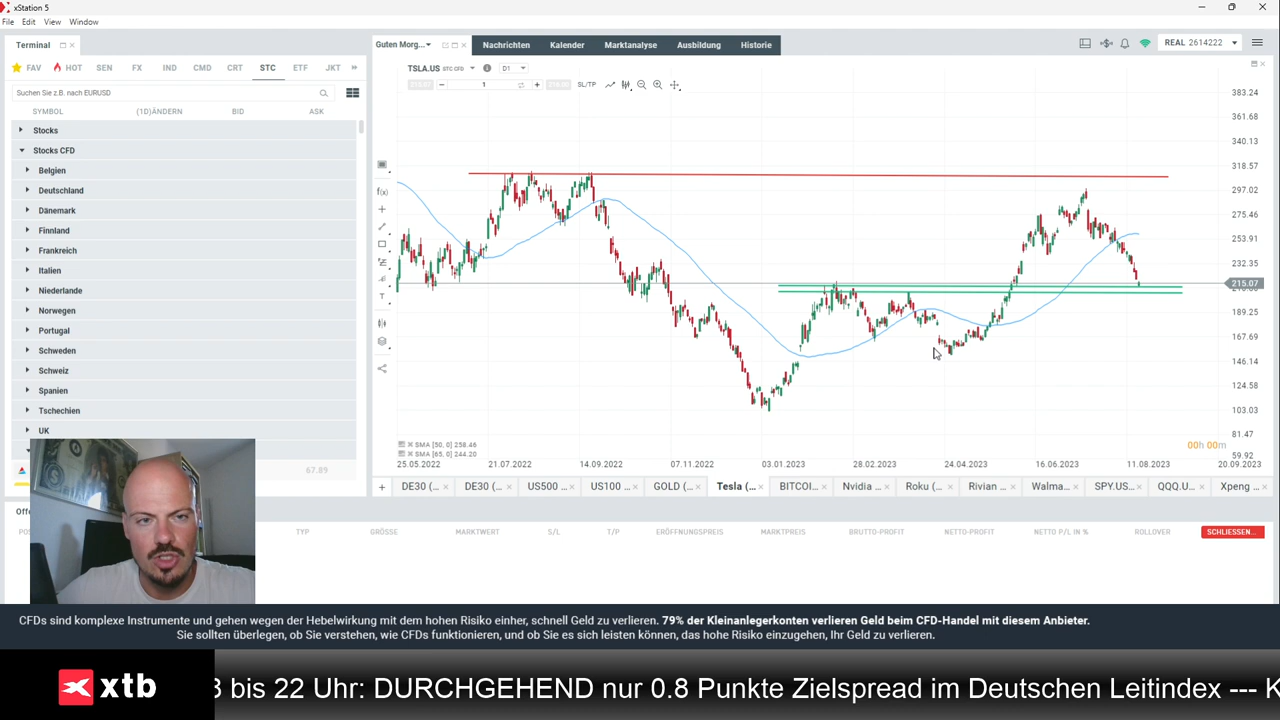 xStation 5
File Edit View Window
Terminal
Guten Morg...
Nachrichten
Kalender
Marktanalyse
Ausbildung
Historie
REAL 2614222
FAV HOT SEN FX IND CMD CRT STC ETF JKT
TSLA.US STC CFD D1
1 SL/TP
Suchen Sie z.B. nach EURUSD
SYMBOL (1D)ÄNDERN BID ASK
Stocks
Stocks CFD
Belgien
Deutschland
Dänemark
Finnland
Frankreich
Italien
Niederlande
Norwegen
Portugal
Schweden
Schweiz
Spanien
Tschechien
UK
67.89
383.24
361.68
340.13
318.57
297.02
275.46
253.91
232.35
215.07
189.25
167.69
146.14
124.58
103.03
81.47
59.92
f(x)
T
00h 00m
SMA [50, 0] 258.46
SMA [65, 0] 244.20
25.05.2022 21.07.2022 14.09.2022 07.11.2022 03.01.2023 28.02.2023 24.04.2023 16.06.2023 11.08.2023 20.09.2023
DE30 (... DE30 (... US500 ... US100 ... GOLD (... Tesla (... BITCOI... Nvidia ... Roku (... Rivian ... Walma... SPY.US... QQQ.U... Xpeng ...
TYP GRÖSSE MARKTWERT S/L T/P ERÖFFNUNGSPREIS MARKTPREIS BRUTTO-PROFIT NETTO-PROFIT NETTO P/L IN % ROLLOVER SCHLIESSEN...
CFDs sind komplexe Instrumente und gehen wegen der Hebelwirkung mit dem hohen Risiko einher, schnell Geld zu verlieren. 79% der Kleinanlegerkonten verlieren Geld beim CFD-Handel mit diesem Anbieter.
Sie sollten überlegen, ob Sie verstehen, wie CFDs funktionieren, und ob Sie es sich leisten können, das hohe Risiko einzugehen, Ihr Geld zu verlieren.
xtb
bis 22 Uhr: DURCHGEHEND nur 0.8 Punkte Zielspread im Deutschen Leitindex --- K